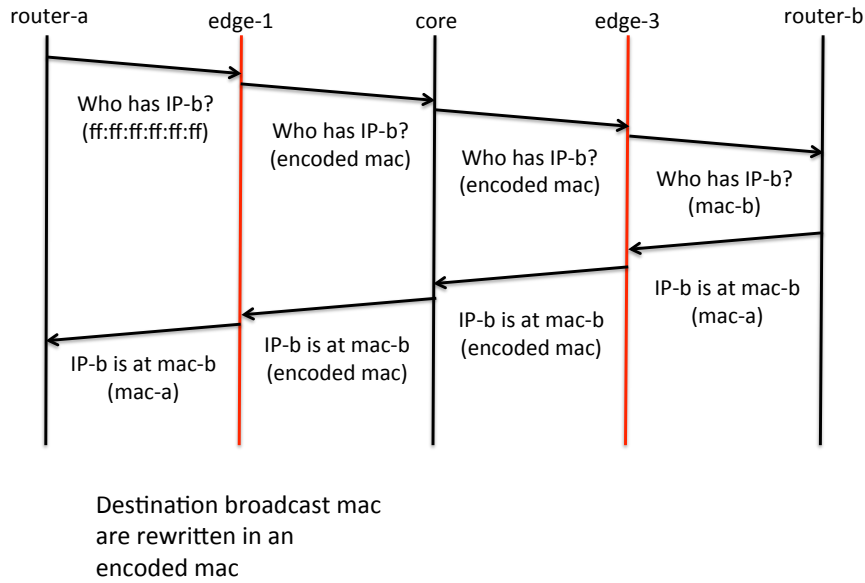 router-a
edge-1
core
edge-3
router-b
Who has IP-b?
(ff:ff:ff:ff:ff:ff)
Who has IP-b?
(encoded mac)
Who has IP-b?
(encoded mac)
Who has IP-b?
(mac-b)
IP-b is at mac-b
(mac-a)
IP-b is at mac-b
(encoded mac)
IP-b is at mac-b
(encoded mac)
IP-b is at mac-b
(mac-a)
Destination broadcast mac
are rewritten in an
encoded mac